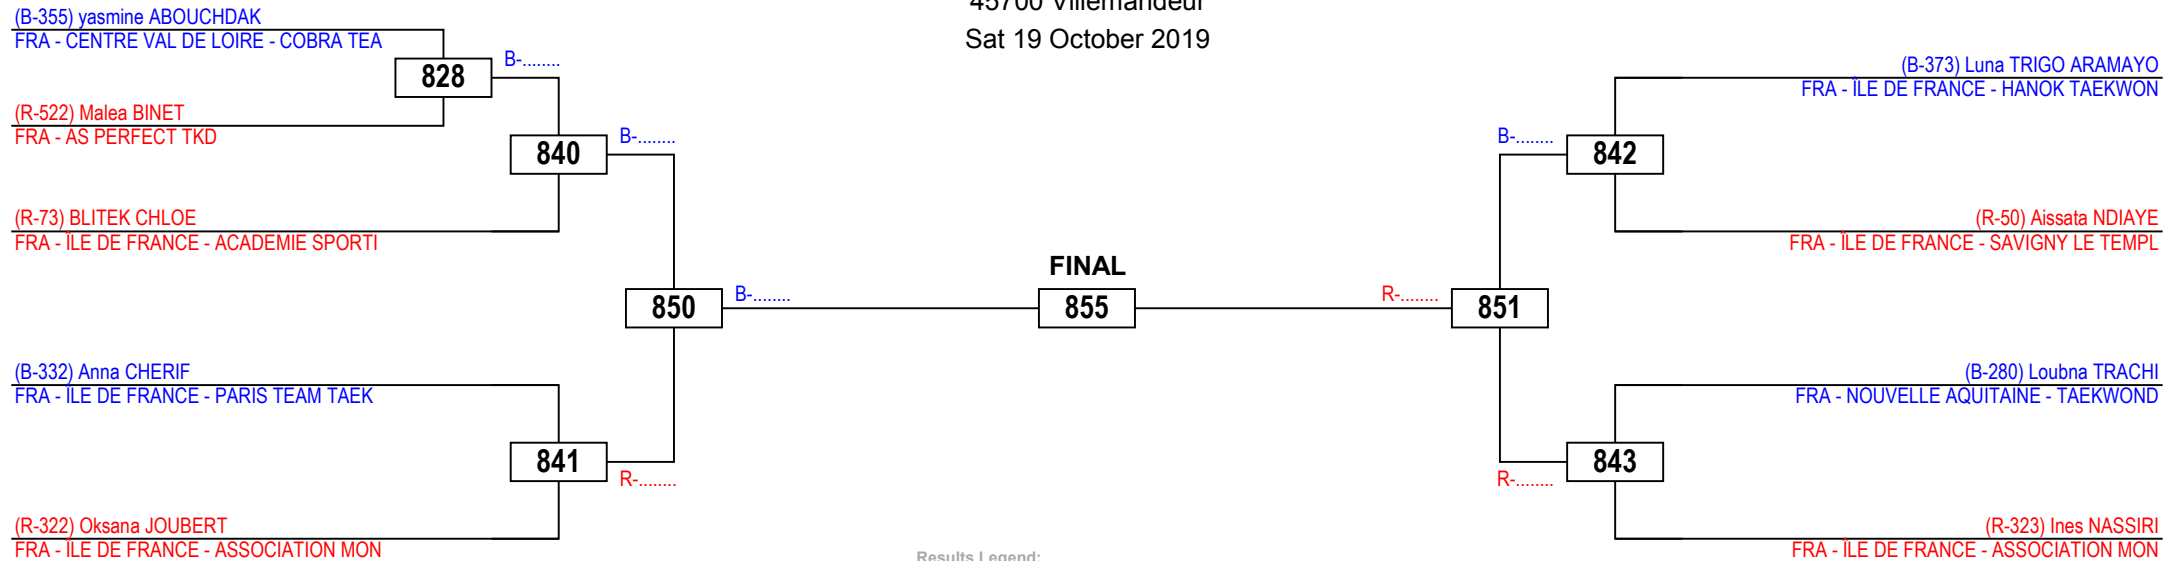 45700 Villemandeur
Sat 19 October 2019
(B-355) yasmine ABOUCHDAK
FRA - CENTRE VAL DE LOIRE - COBRA TEA
828
B-........
(R-522) Malea BINET
FRA - AS PERFECT TKD
840
B-........
(R-73) BLITEK CHLOE
FRA - ÎLE DE FRANCE - ACADEMIE SPORTI
850
B-........
(B-332) Anna CHERIF
FRA - ÎLE DE FRANCE - PARIS TEAM TAEK
841
R-........
(R-322) Oksana JOUBERT
FRA - ÎLE DE FRANCE - ASSOCIATION MON
FINAL
855
(B-373) Luna TRIGO ARAMAYO
FRA - ÎLE DE FRANCE - HANOK TAEKWON
B-........
842
(R-50) Aissata NDIAYE
FRA - ÎLE DE FRANCE - SAVIGNY LE TEMPL
R-........
851
(B-280) Loubna TRACHI
FRA - NOUVELLE AQUITAINE - TAEKWOND
843
R-........
(R-323) Ines NASSIRI
FRA - ÎLE DE FRANCE - ASSOCIATION MON
Results Legend: